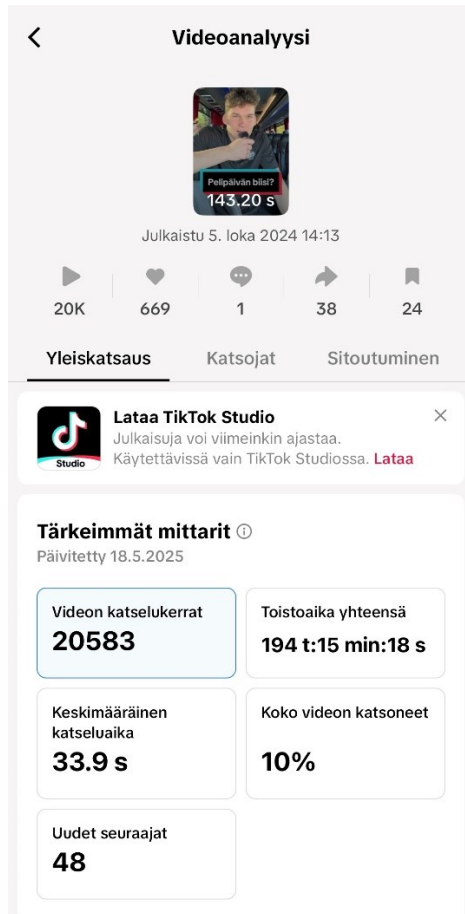 Videoanalyysi
Pelipäivän biisi?
143.20 s
Julkaistu 5. loka 2024 14:13
20K 669 1 38 24
Yleiskatsaus Katsojat Sitoutuminen
Lataa TikTok Studio
Julkaisuja voi viimeinkin ajastaa.
Käytettävissä vain TikTok Studiossa. Lataa
Studio
Tärkeimmät mittarit
Päivitetty 18.5.2025
Videon katselukerrat
20583
Toistoaika yhteensä
194 t:15 min:18 s
Keskimääräinen
katseluaika
33.9 s
Koko videon katsoneet
10%
Uudet seuraajat
48